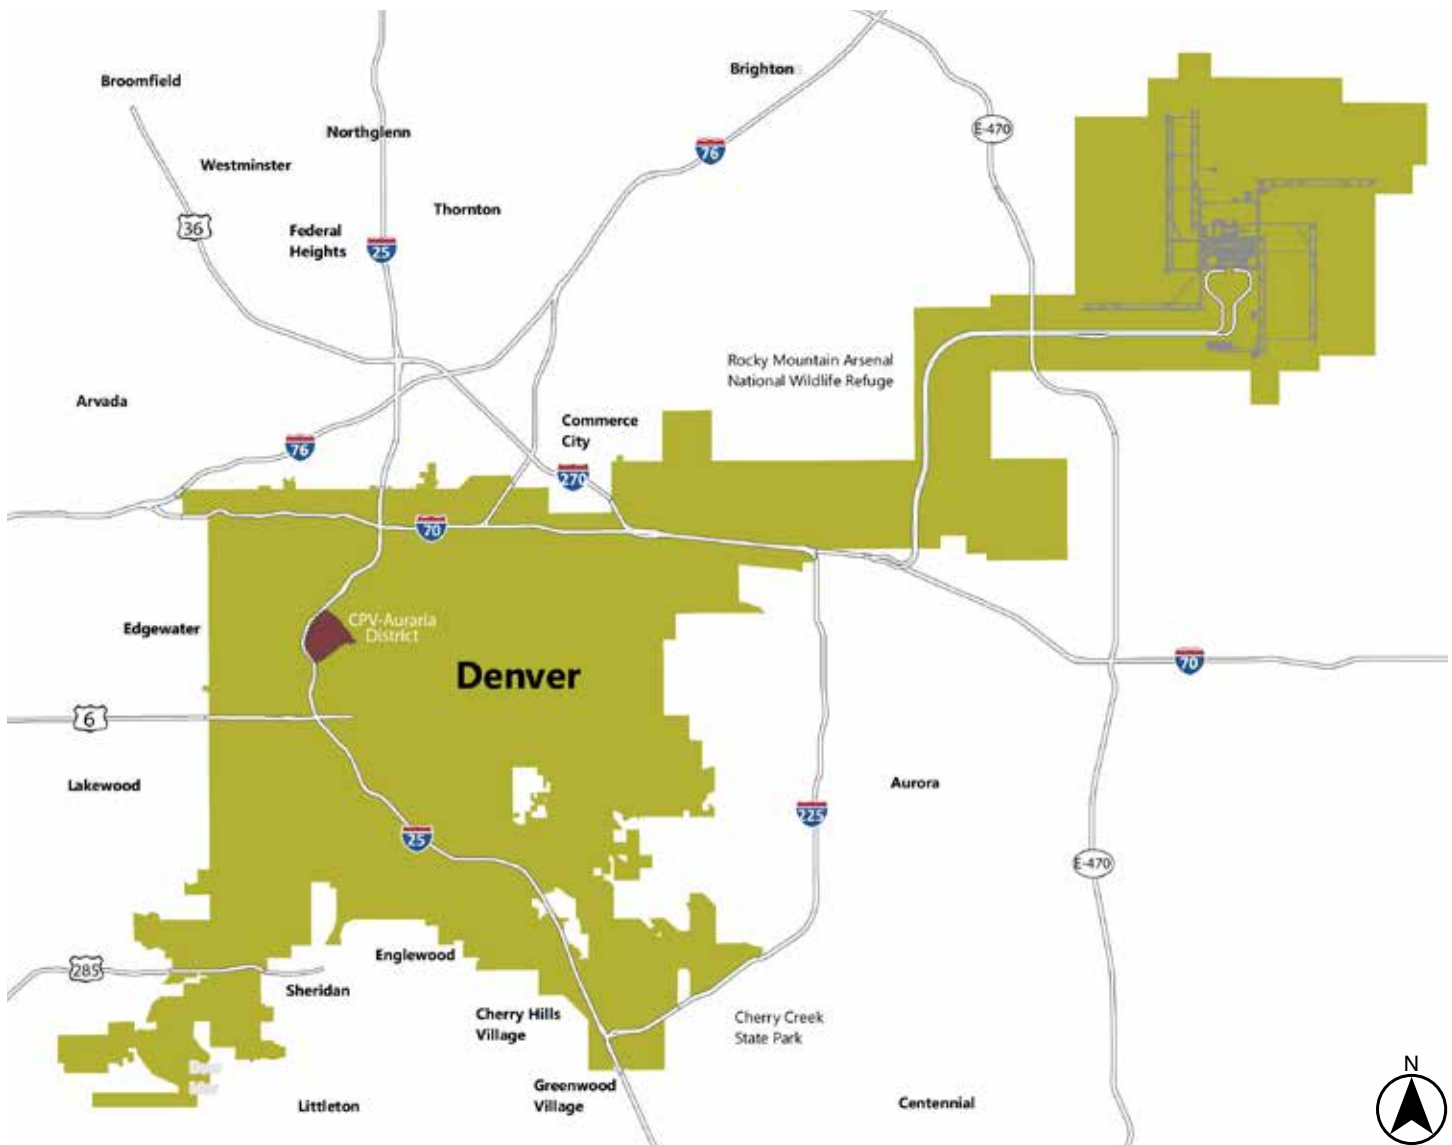 Broomfield
Brighton
E-470
Northglenn
76
Westminster
Thornton
36
Federal
Heights
25
Rocky Mountain Arsenal
National Wildlife Refuge
Arvada
Commerce
City
76
270
70
CPV-Auraria
District
Edgewater
Denver
70
6
Lakewood
Aurora
225
25
E-470
Englewood
285
Sheridan
Cherry Hills
Village
Cherry Creek
State Park
N
Greenwood
Village
Littleton
Centennial